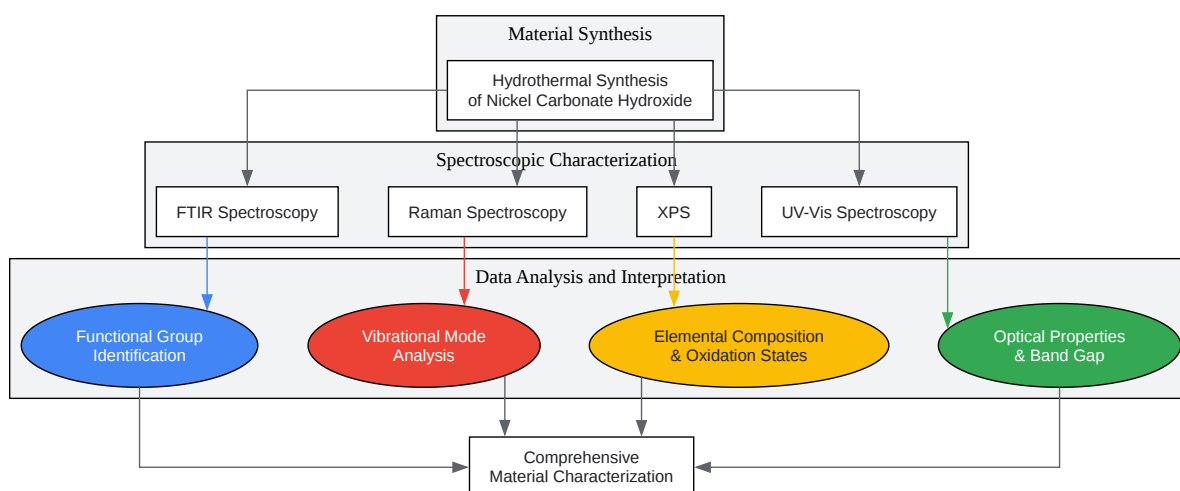 Material Synthesis
Hydrothermal Synthesis
of Nickel Carbonate Hydroxide
Spectroscopic Characterization
FTIR Spectroscopy
Raman Spectroscopy
XPS
UV-Vis Spectroscopy
Data Analysis and Interpretation
Functional Group
Identification
Vibrational Mode
Analysis
Elemental Composition
& Oxidation States
Optical Properties
& Band Gap
Comprehensive
Material Characterization